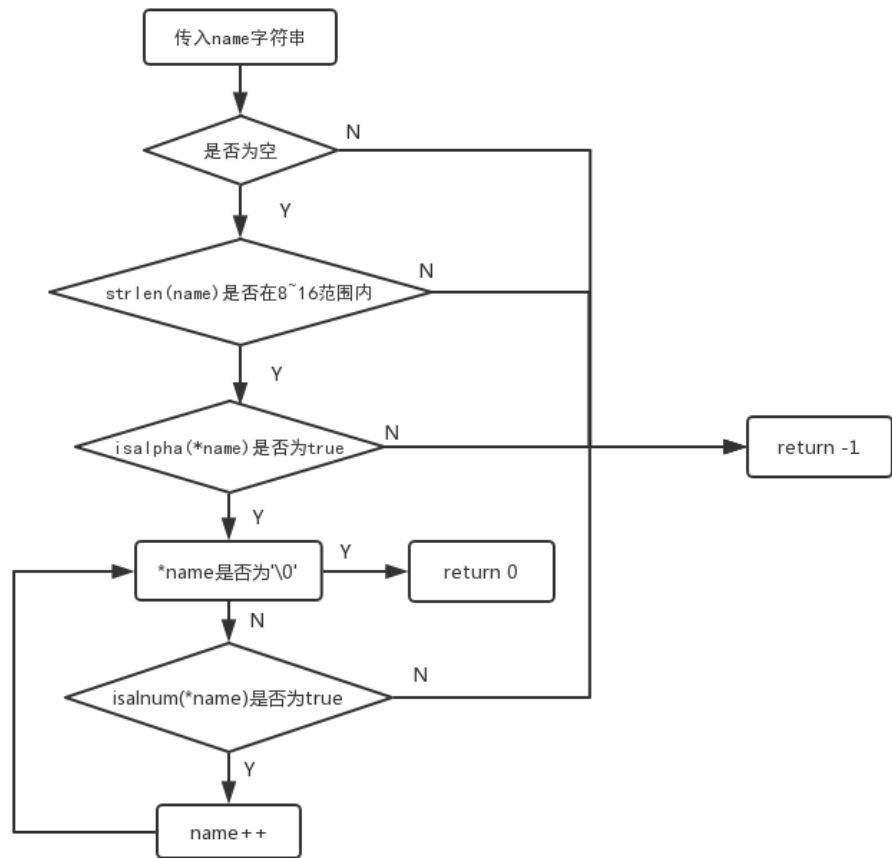 传入name字符串
N
是否为空
Y
N
strlen(name)是否在8~16范围内
Y
N
isalpha(*name)是否为true
return -1
Y
Y
*name是否为'\0'
return 0
N
N
isalnum(*name)是否为true
Y
name++